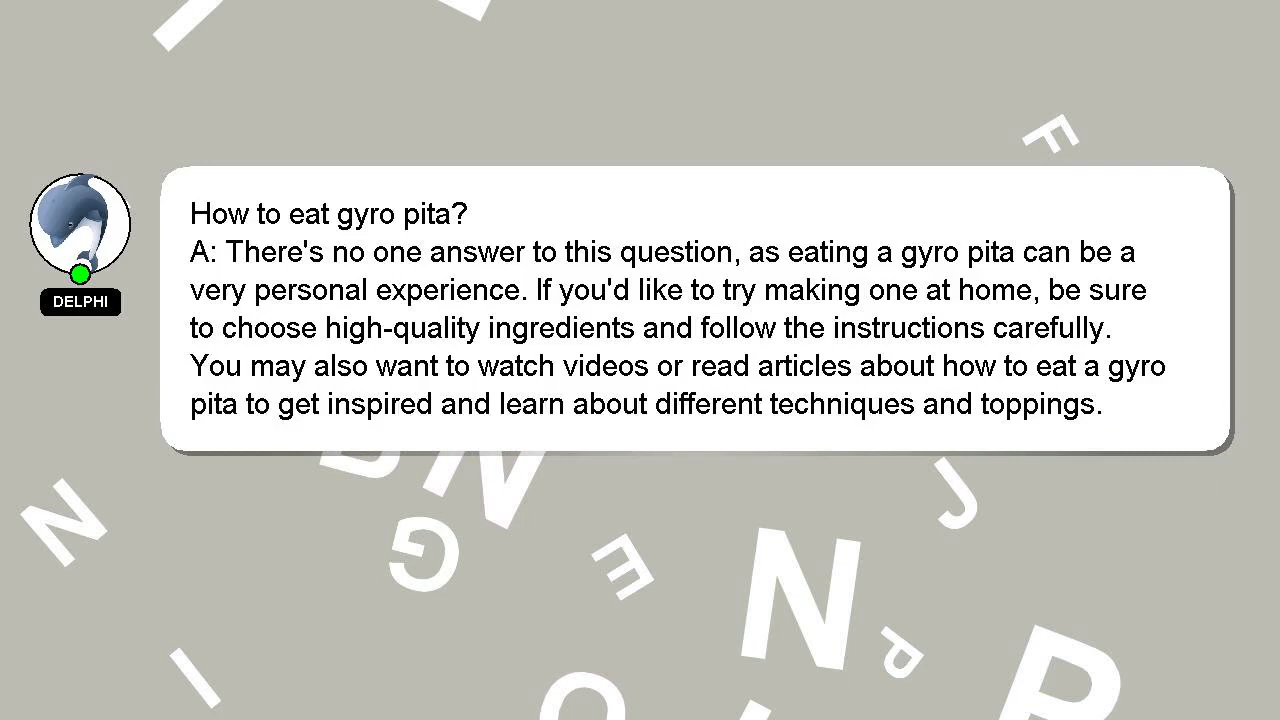 How to eat gyro pita?
A: There's no one answer to this question, as eating a gyro pita can be a
very personal experience. If you'd like to try making one at home, be sure
to choose high-quality ingredients and follow the instructions carefully.
You may also want to watch videos or read articles about how to eat a gyro
pita to get inspired and learn about different techniques and toppings.
DELPHI
F
N
N
J
G
E
N
P
I